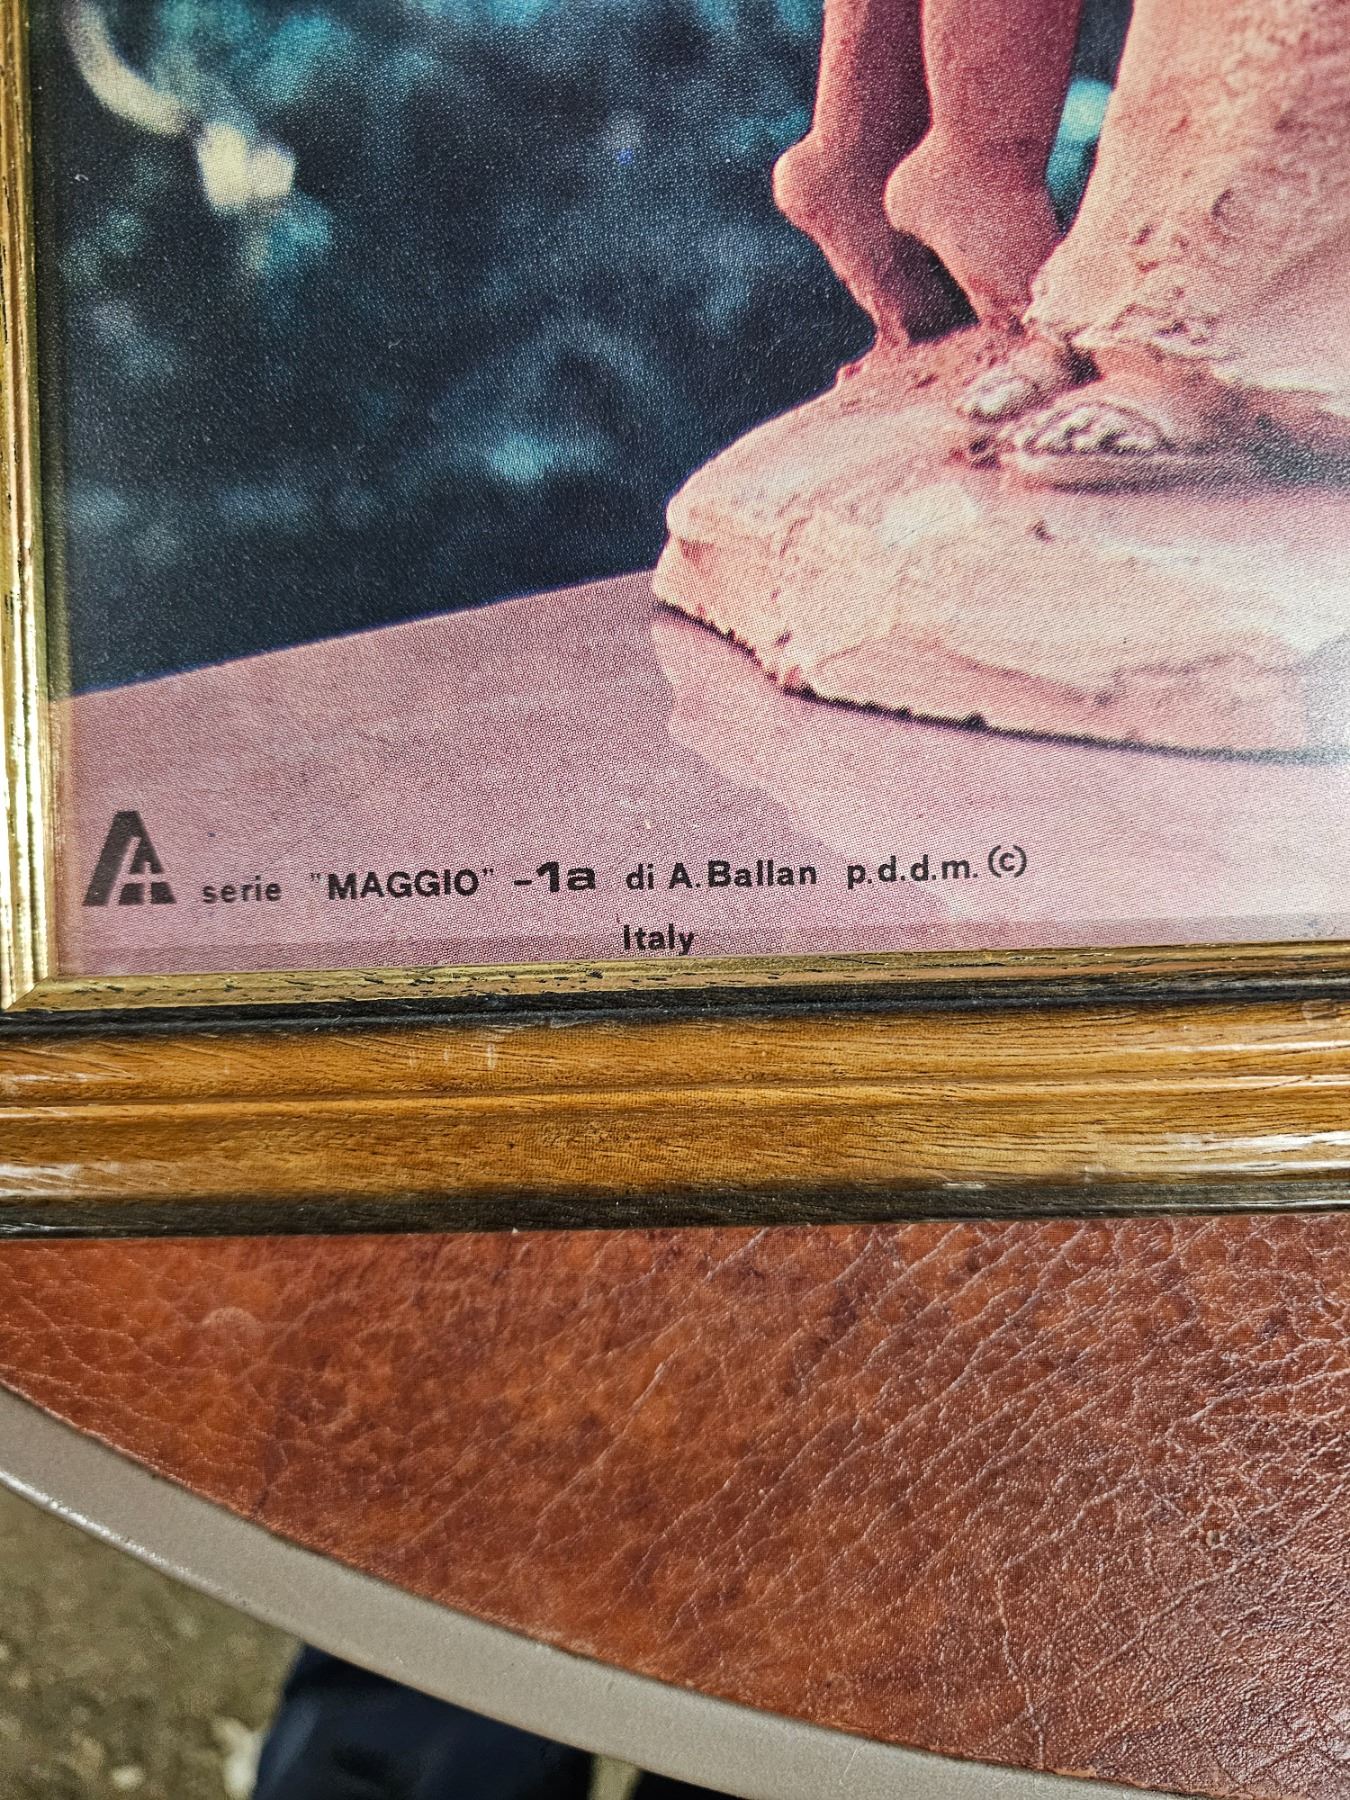 A serie "MAGGIO" -1a di A.Ballan p.d.d.m. (c)
Italy